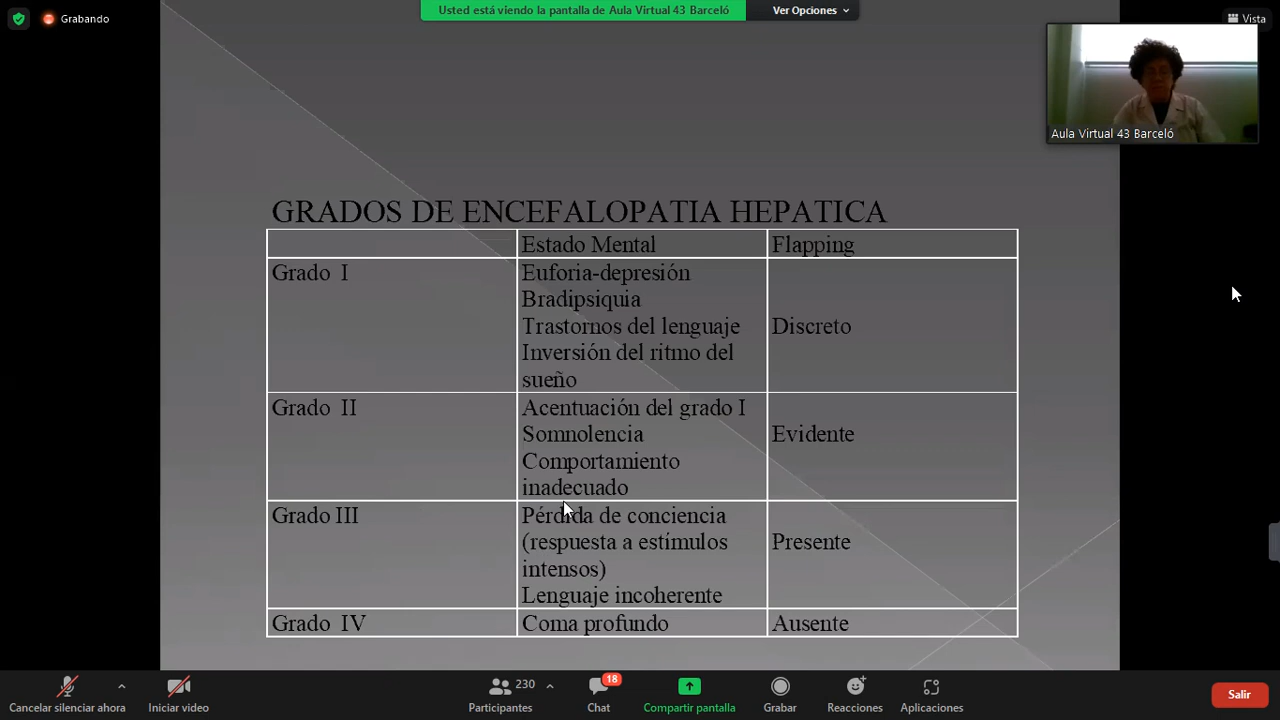 Grabando
Usted está viendo la pantalla de Aula Virtual 43 Barceló
Ver Opciones
Vista
Aula Virtual 43 Barceló
GRADOS DE ENCEFALOPATIA HEPATICA
Estado Mental
Flapping
Grado I
Euforia-depresión
Bradipsiquia
Trastornos del lenguaje
Inversión del ritmo del
sueño
Discreto
Grado II
Acentuación del grado I
Somnolencia
Comportamiento
inadecuado
Evidente
Grado III
Pérdida de conciencia
(respuesta a estímulos
intensos)
Lenguaje incoherente
Presente
Grado IV
Coma profundo
Ausente
Cancelar silenciar ahora
Iniciar video
230
Participantes
18
Chat
Compartir pantalla
Grabar
Reacciones
Aplicaciones
Salir